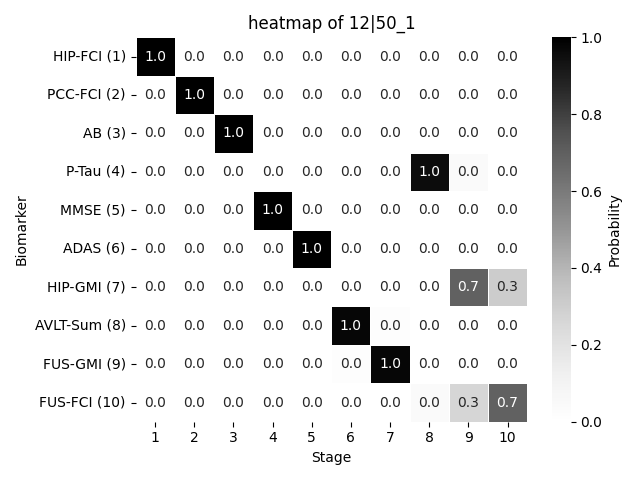 heatmap of 12|50_1
HIP-FCI (1) 1.0 0.0 0.0 0.0 0.0 0.0 0.0 0.0 0.0 0.0
PCC-FCI (2) 0.0 1.0 0.0 0.0 0.0 0.0 0.0 0.0 0.0 0.0
AB (3) 0.0 0.0 1.0 0.0 0.0 0.0 0.0 0.0 0.0 0.0
P-Tau (4) 0.0 0.0 0.0 0.0 0.0 0.0 0.0 1.0 0.0 0.0
MMSE (5) 0.0 0.0 0.0 1.0 0.0 0.0 0.0 0.0 0.0 0.0
ADAS (6) 0.0 0.0 0.0 0.0 1.0 0.0 0.0 0.0 0.0 0.0
HIP-GMI (7) 0.0 0.0 0.0 0.0 0.0 0.0 0.0 0.0 0.7 0.3
AVLT-Sum (8) 0.0 0.0 0.0 0.0 0.0 1.0 0.0 0.0 0.0 0.0
FUS-GMI (9) 0.0 0.0 0.0 0.0 0.0 0.0 1.0 0.0 0.0 0.0
FUS-FCI (10) 0.0 0.0 0.0 0.0 0.0 0.0 0.0 0.0 0.3 0.7
1 2 3 4 5 6 7 8 9 10
Stage
Biomarker
1.0
0.8
0.6
0.4
0.2
0.0
Probability